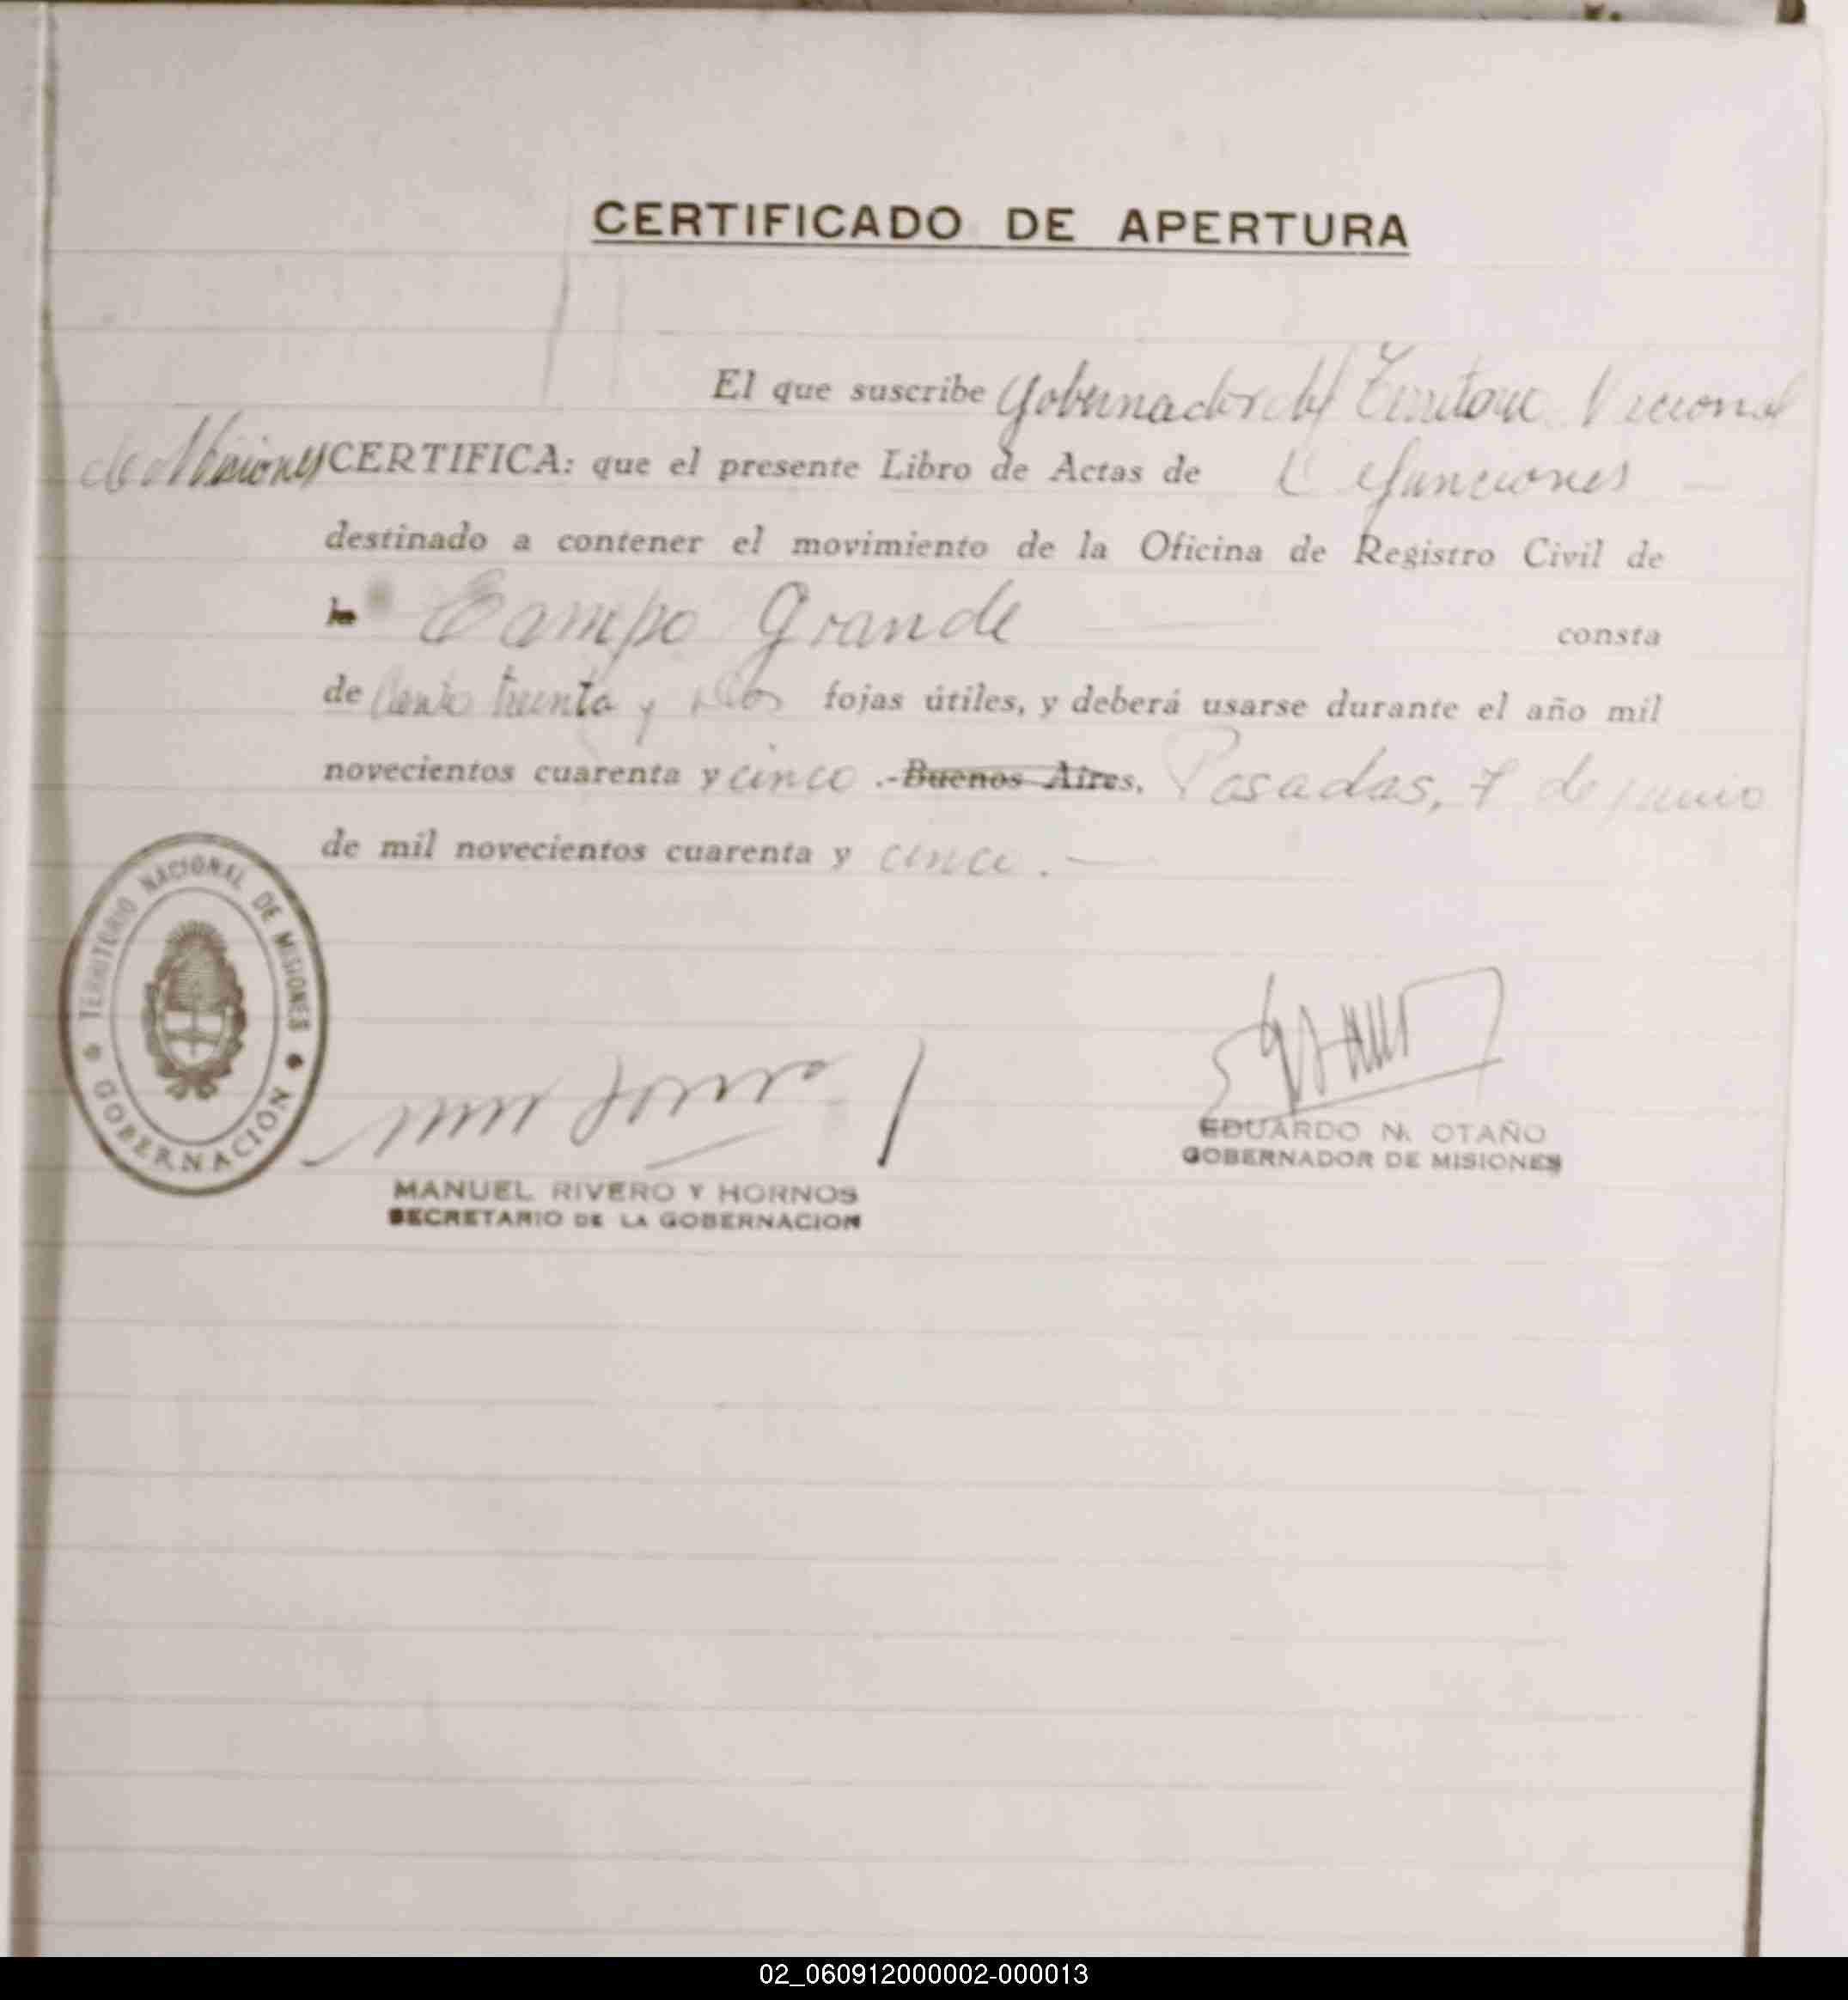 CERTIFICADO DE APERTURA
El que suscribe Gobernador del Territorio Nacional
de Misiones CERTIFICA: que el presente Libro de Actas de Defunciones
destinado a contener el movimiento de la Oficina de Registro Civil de
la Campo Grande consta
de Ciento treinta y dos fojas útiles, y deberá usarse durante el año mil
novecientos cuarenta y cinco .-Buenos Aires, Posadas, 7 de junio
de mil novecientos cuarenta y cinco.
TERRITORIO NACIONAL DE MISIONES
GOBERNACIÓN
EDUARDO N. OTAÑO
GOBERNADOR DE MISIONES
MANUEL RIVERO Y HORNOS
SECRETARIO DE LA GOBERNACION
02_060912000002-000013